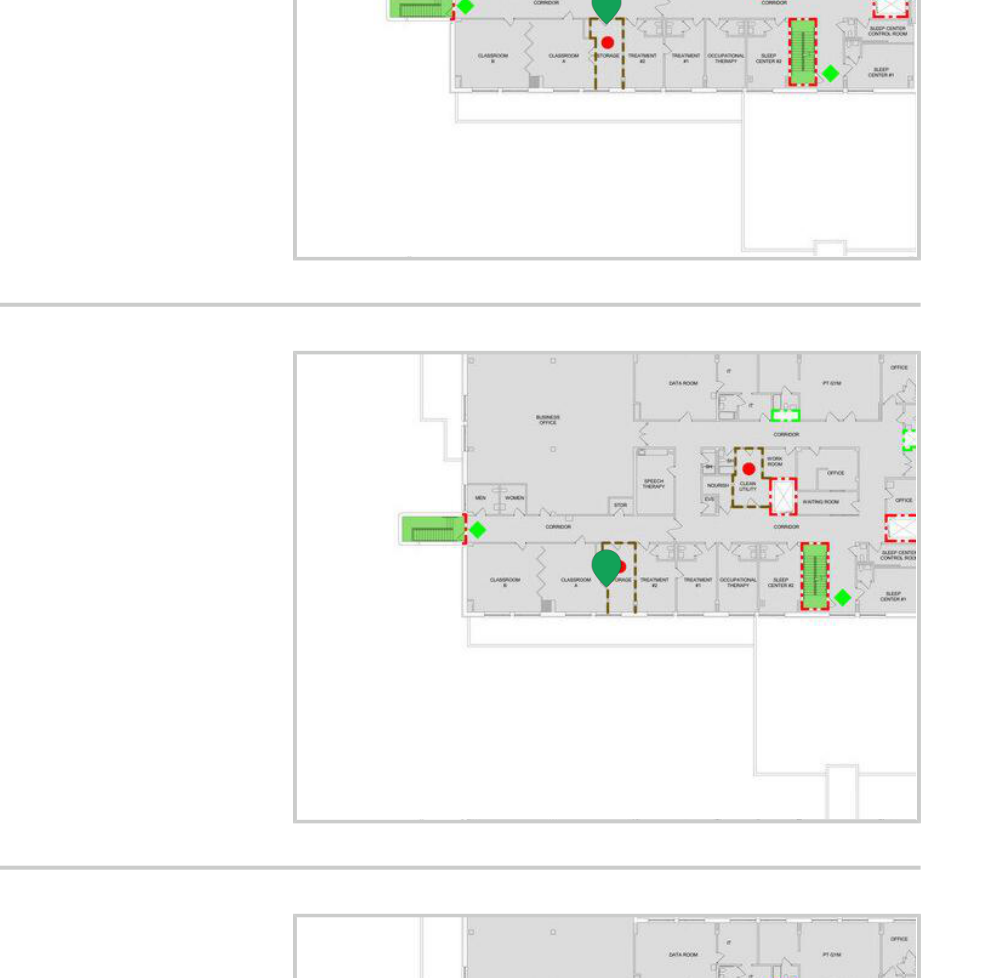 CORRIDOR
CORRIDOR
SLEEP CENTER
CONTROL ROOM
CLASSROOM
B
CLASSROOM
A
STORAGE
TREATMENT
#2
TREATMENT
#1
OCCUPATIONAL
THERAPY
SLEEP
CENTER #2
SLEEP
CENTER #1
OFFICE
DATA ROOM
IT
PT GYM
IT
BUSINESS
OFFICE
CORRIDOR
WORK
ROOM
OFFICE
SPEECH
THERAPY
NOURISH
CLEAN
UTILITY
MEN
WOMEN
STOR
EVS
WAITING ROOM
OFFICE
CORRIDOR
CORRIDOR
SLEEP CENTER
CONTROL ROOM
CLASSROOM
B
CLASSROOM
A
TREATMENT
#2
TREATMENT
#1
OCCUPATIONAL
THERAPY
SLEEP
CENTER #2
SLEEP
CENTER #1
IT
OFFICE
DATA ROOM
PT GYM